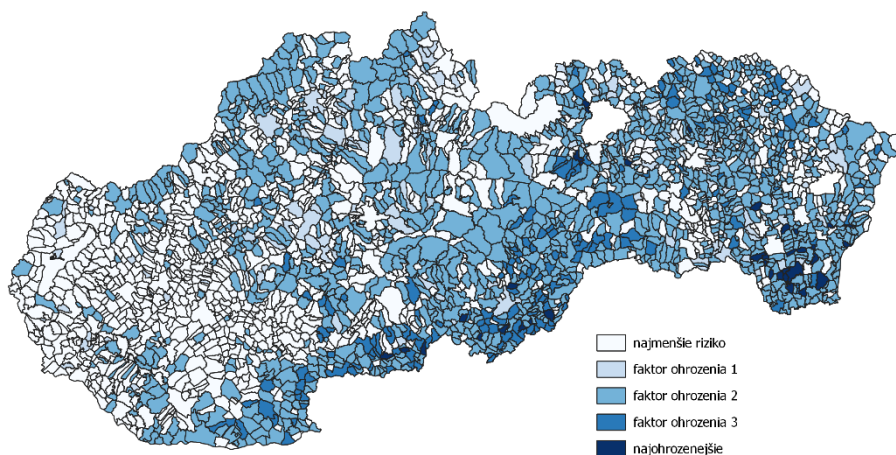 najmenšie riziko
faktor ohrozenia 1
faktor ohrozenia 2
faktor ohrozenia 3
najohrozenejšie